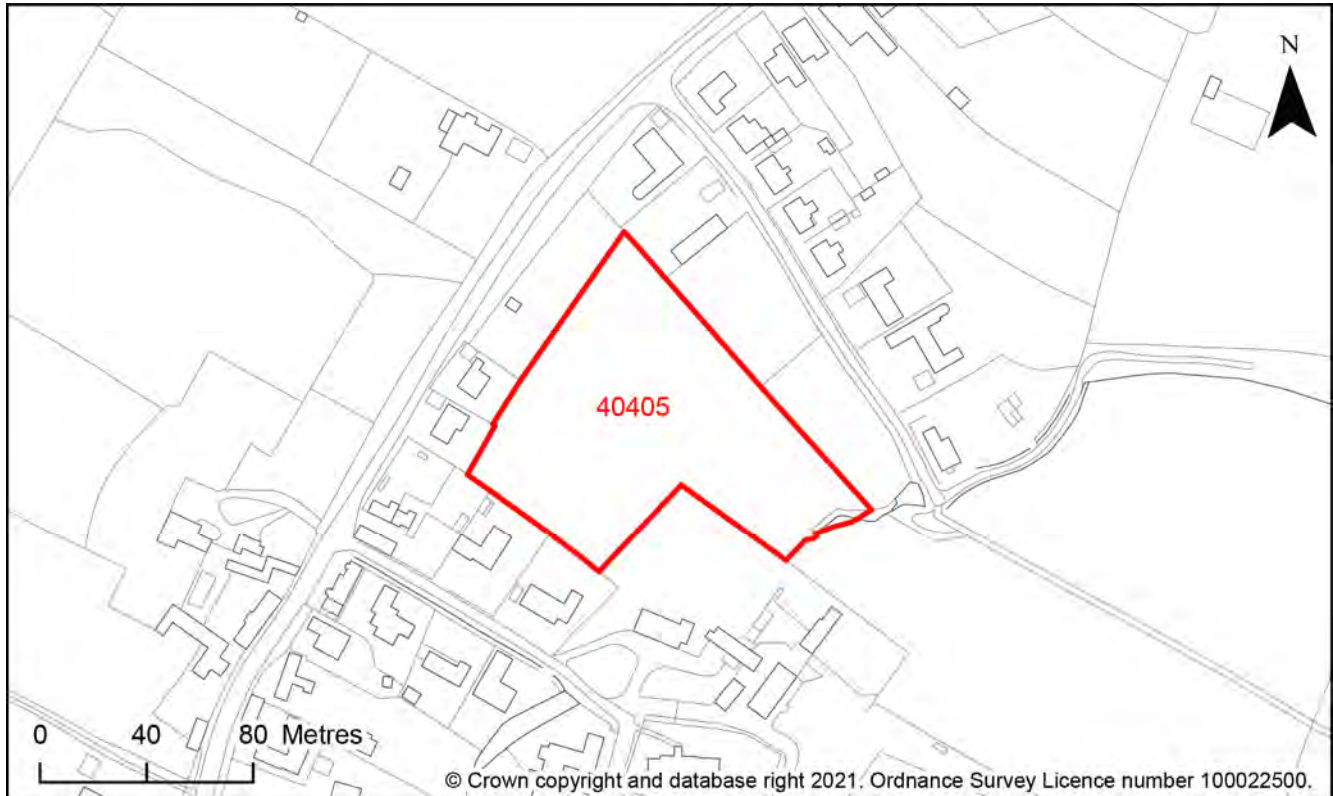 N
40405
0 40 80 Metres
© Crown copyright and database right 2021. Ordnance Survey Licence number 100022500.